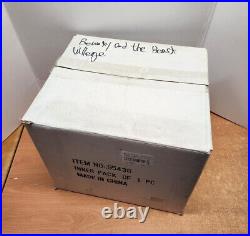 Beauty and the Beast
Village
ITEM NO:95430
INNER PACK OF 1 PC
MADE IN CHINA